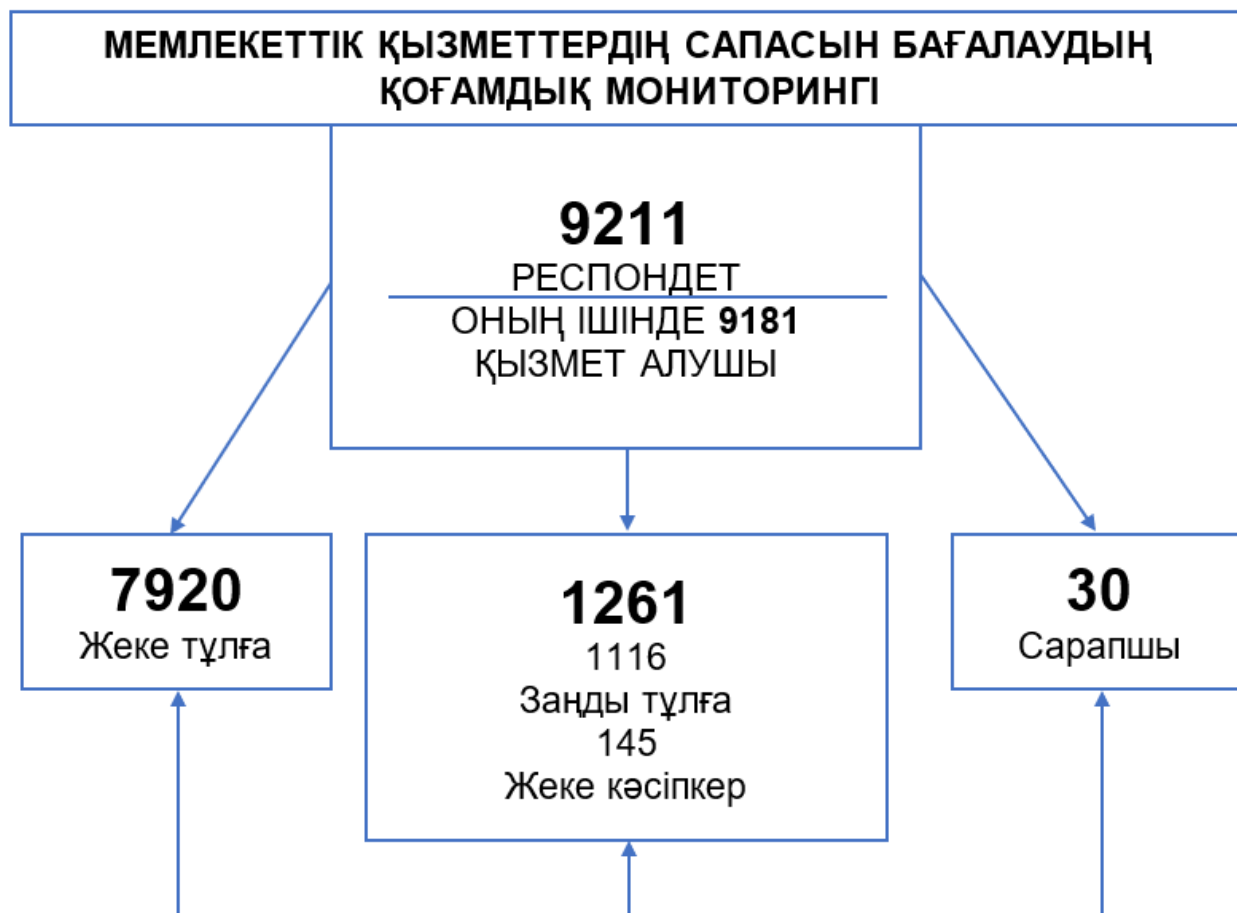 МЕМЛЕКЕТТІК ҚЫЗМЕТТЕРДІҢ САПАСЫН БАҒАЛАУДЫҢ
ҚОҒАМДЫҚ МОНИТОРИНГІ
9211
РЕСПОНДЕТ
ОНЫҢ ІШІНДЕ 9181
ҚЫЗМЕТ АЛУШЫ
7920
Жеке тұлға
1261
1116
Заңды тұлға
145
Жеке кәсіпкер
30
Сарапшы